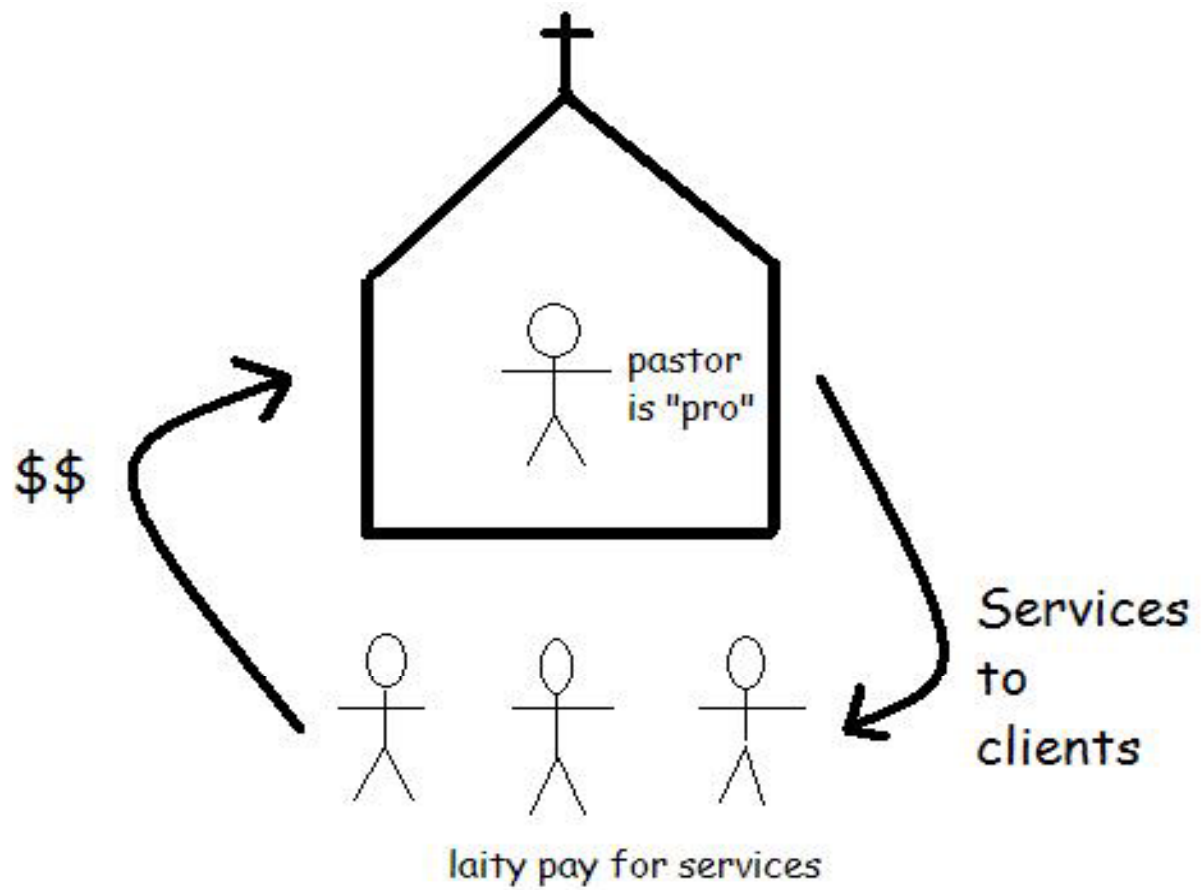 pastor
is "pro"
$$
Services
to
clients
laity pay for services